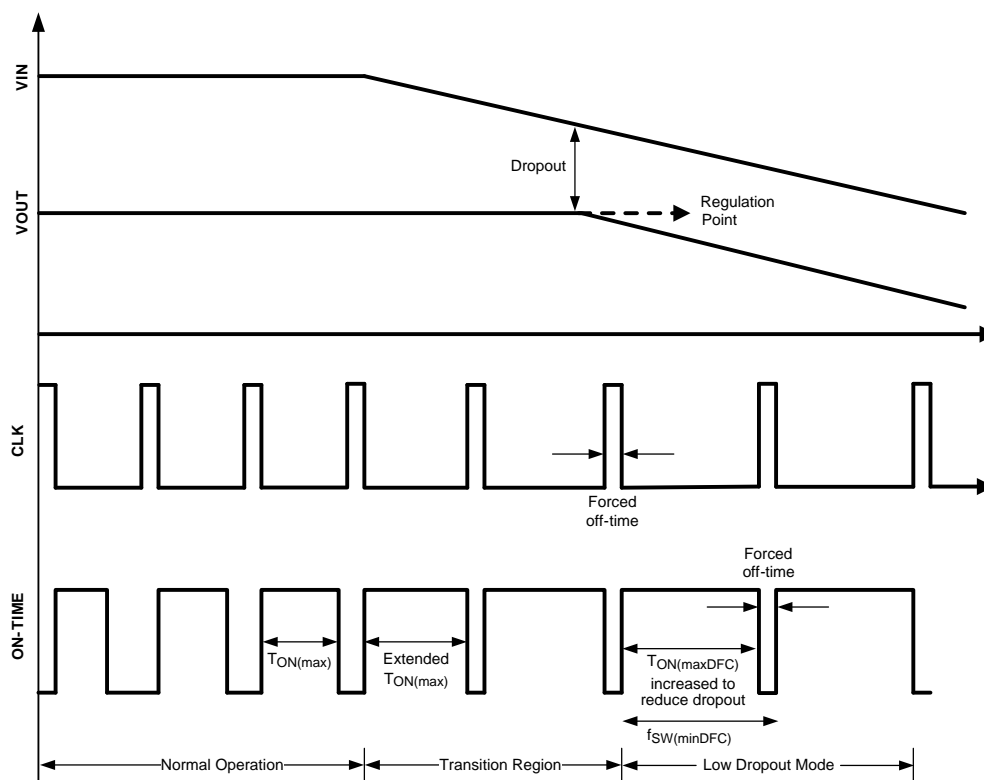 VIN
Dropout
VOUT
Regulation
Point
CLK
Forced
off-time
Forced
off-time
ON-TIME
TON(max)
Extended
TON(max)
TON(maxDFC)
increased to
reduce dropout
fSW(minDFC)
Normal Operation
Transition Region
Low Dropout Mode